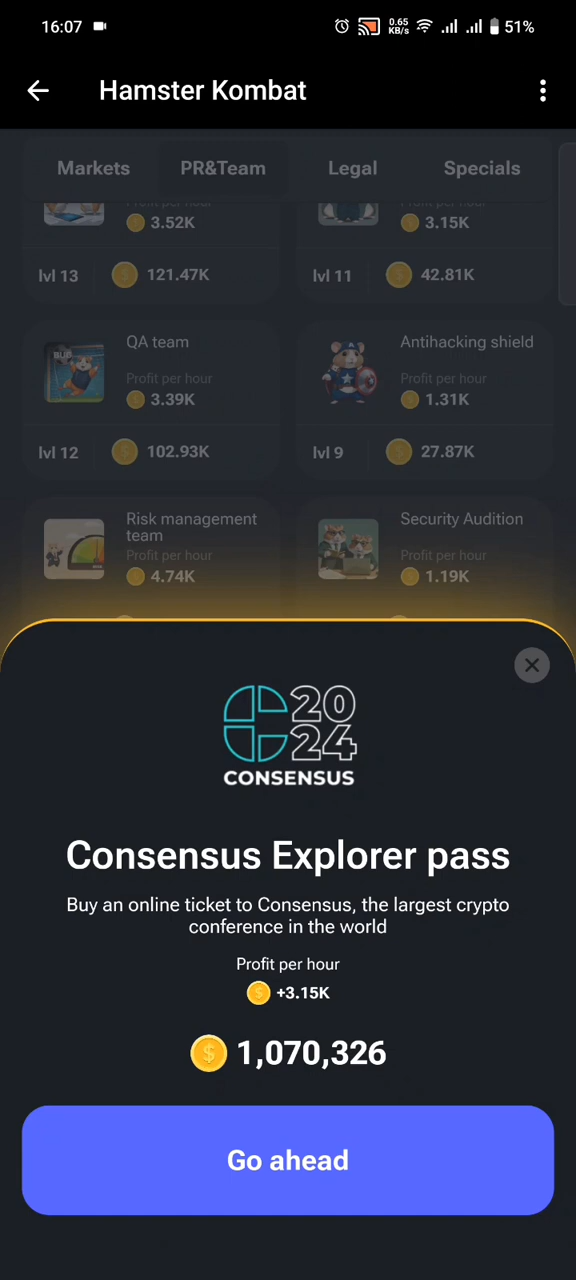 16:07
0.65 KB/s
51%
Hamster Kombat
Markets PR&Team Legal Specials
3.52K 3.15K
lvl 13 121.47K lvl 11 42.81K
BUG
QA team Antihacking shield
Profit per hour Profit per hour
3.39K 1.31K
lvl 12 102.93K lvl 9 27.87K
Risk management Security Audition
team
Profit per hour Profit per hour
4.74K 1.19K
2024
CONSENSUS
Consensus Explorer pass
Buy an online ticket to Consensus, the largest crypto
conference in the world
Profit per hour
+3.15K
1,070,326
Go ahead